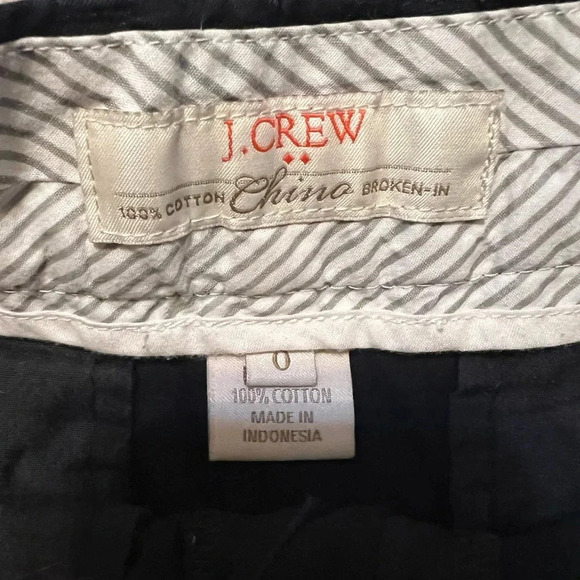 J.CREW
100% COTTON Chino BROKEN-IN
0
100% COTTON
MADE IN
INDONESIA